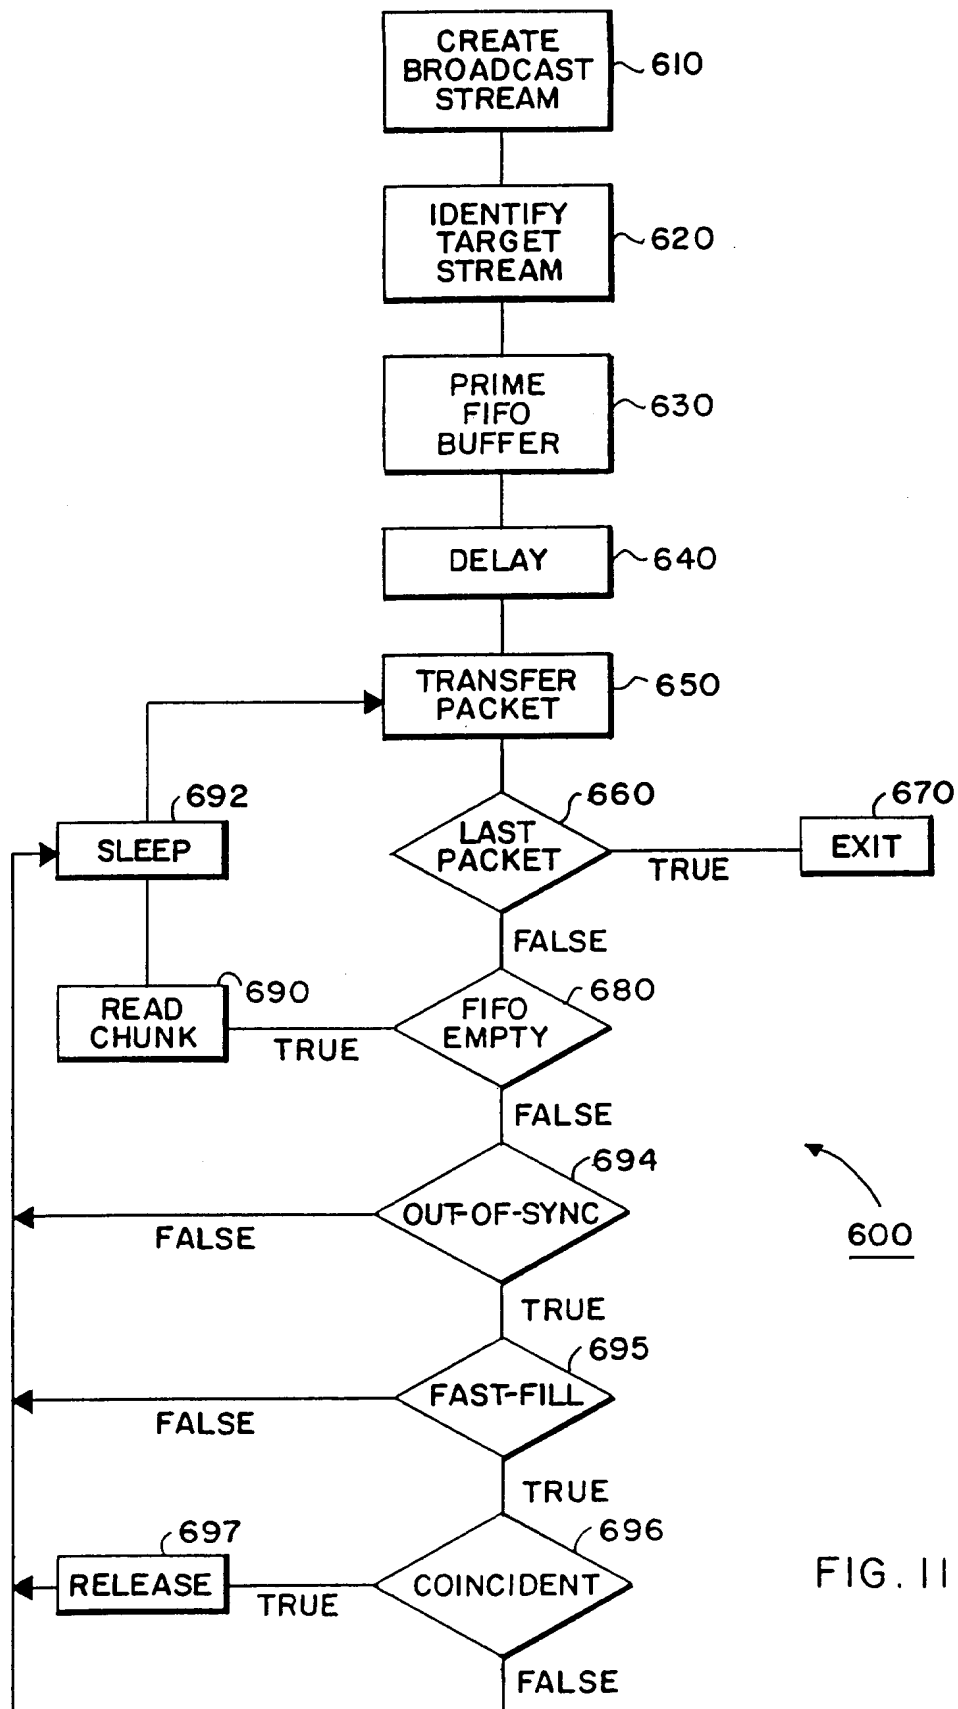 CREATE
BROADCAST
STREAM
610
IDENTIFY
TARGET
STREAM
620
PRIME
FIFO
BUFFER
630
DELAY
640
TRANSFER
PACKET
650
692
SLEEP
660
LAST
PACKET
TRUE
670
EXIT
FALSE
690
READ
CHUNK
TRUE
680
FIFO
EMPTY
FALSE
694
OUT-OF-SYNC
FALSE
600
TRUE
695
FAST-FILL
FALSE
TRUE
697
RELEASE
TRUE
696
COINCIDENT
FIG. 11
FALSE